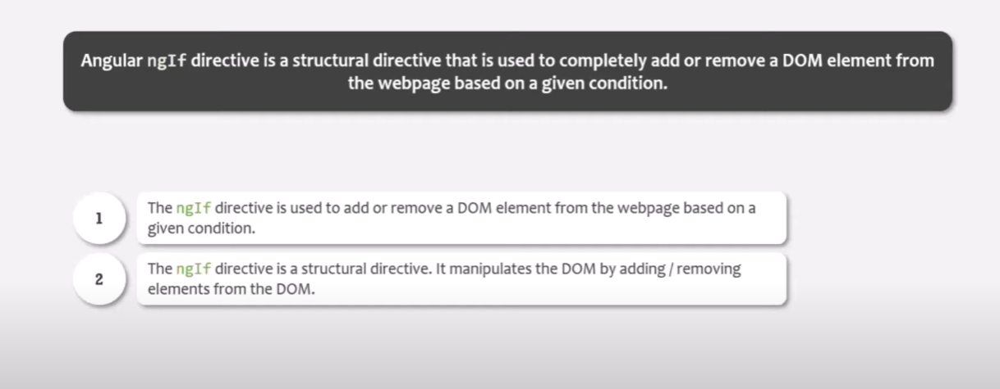 Angular ngIf directive is a structural directive that is used to completely add or remove a DOM element from
the webpage based on a given condition.
1
The ngIf directive is used to add or remove a DOM element from the webpage based on a
given condition.
2
The ngIf directive is a structural directive. It manipulates the DOM by adding / removing
elements from the DOM.